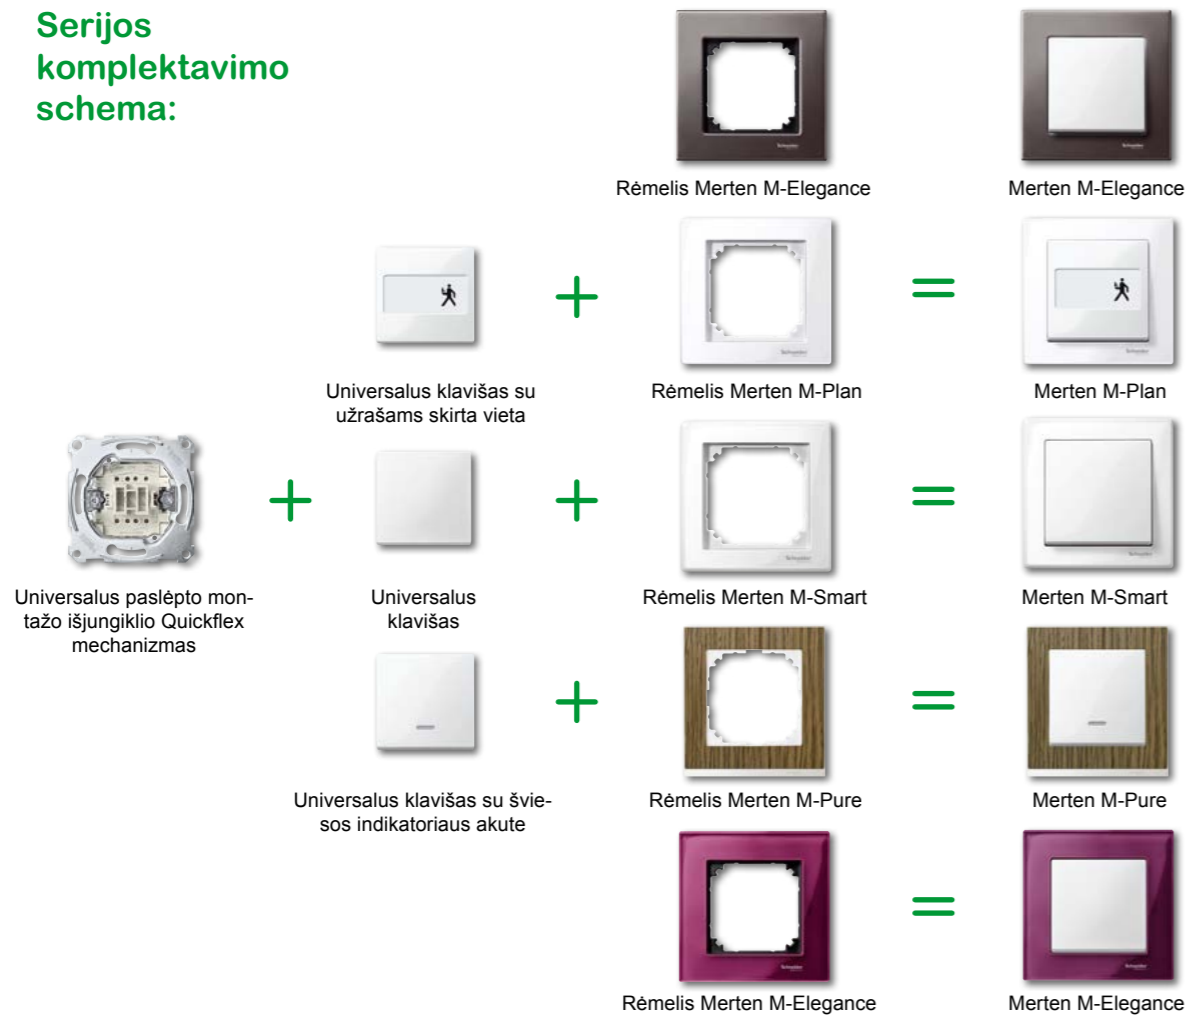 Serijos
komplektavimo
schema:
Rėmelis Merten M-Elegance
Merten M-Elegance
Universalus klavišas su
užrašams skirta vieta
Rėmelis Merten M-Plan
Merten M-Plan
Universalus paslėpto mon-
tažo išjungiklio Quickflex
mechanizmas
Universalus
klavišas
Rėmelis Merten M-Smart
Merten M-Smart
Universalus klavišas su švie-
sos indikatoriaus akute
Rėmelis Merten M-Pure
Merten M-Pure
Rėmelis Merten M-Elegance
Merten M-Elegance